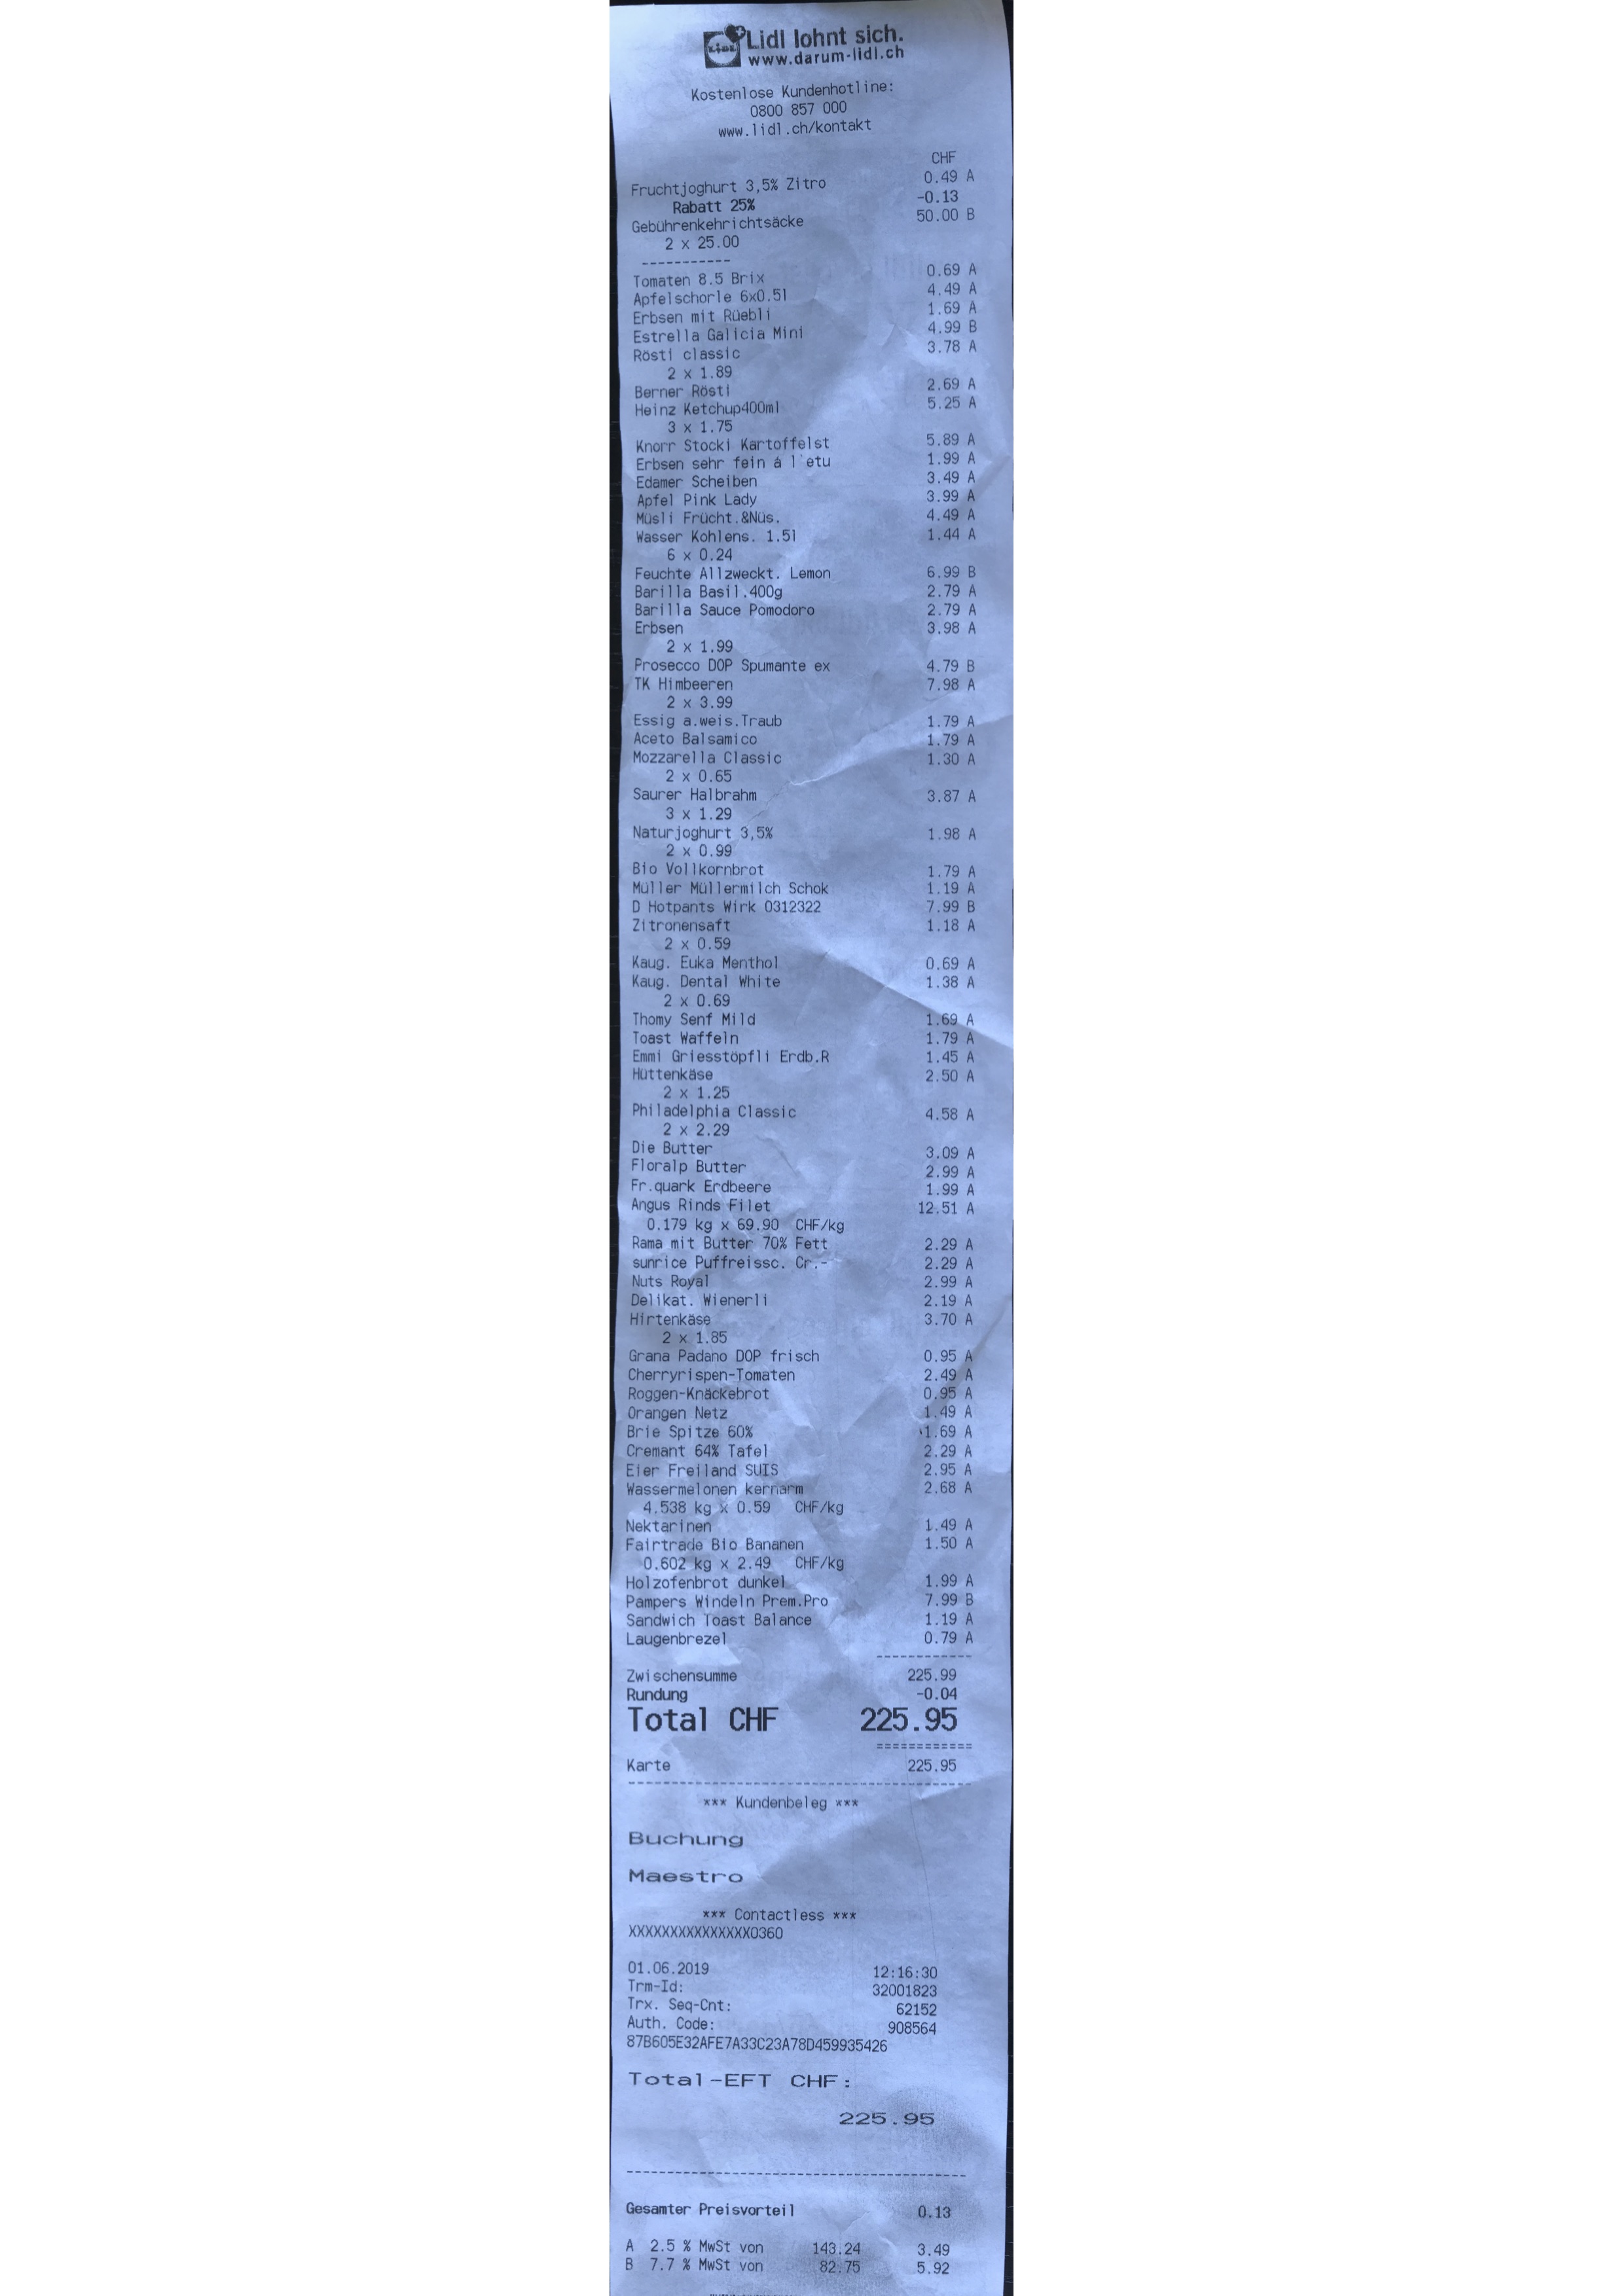 Lidl lohnt sich.
www.darum-lidl.ch
Kostenlose Kundenhotline:
0800 857 000
www.lidl.ch/kontakt
CHF
Fruchtjoghurt 3,5% Zitro 0.49 A
Rabatt 25% -0.13
Gebührenkehrichtsäcke 50.00 B
2 x 25.00
-----------
Tomaten 8.5 Brix 0.69 A
Apfelschorle 6x0.5l 4.49 A
Erbsen mit Rüebli 1.69 A
Estrella Galicia Mini 4.99 B
Rösti classic 3.78 A
2 x 1.89
Berner Rösti 2.69 A
Heinz Ketchup400ml 5.25 A
3 x 1.75
Knorr Stocki Kartoffelst 5.89 A
Erbsen sehr fein à l'etu 1.99 A
Edamer Scheiben 3.49 A
Apfel Pink Lady 3.99 A
Müsli Frücht.&Nüs. 4.49 A
Wasser Kohlens. 1.5l 1.44 A
6 x 0.24
Feuchte Allzweckt. Lemon 6.99 B
Barilla Basil.400g 2.79 A
Barilla Sauce Pomodoro 2.79 A
Erbsen 3.98 A
2 x 1.99
Prosecco DOP Spumante ex 4.79 B
TK Himbeeren 7.98 A
2 x 3.99
Essig a.weis.Traub 1.79 A
Aceto Balsamico 1.79 A
Mozzarella Classic 1.30 A
2 x 0.65
Saurer Halbrahm 3.87 A
3 x 1.29
Naturjoghurt 3,5% 1.98 A
2 x 0.99
Bio Vollkornbrot 1.79 A
Müller Müllermilch Schok 1.19 A
D Hotpants Wirk 0312322 7.99 B
Zitronensaft 1.18 A
2 x 0.59
Kaug. Euka Menthol 0.69 A
Kaug. Dental White 1.38 A
2 x 0.69
Thomy Senf Mild 1.69 A
Toast Waffeln 1.79 A
Emmi Griesstöpfli Erdb.R 1.45 A
Hüttenkäse 2.50 A
2 x 1.25
Philadelphia Classic 4.58 A
2 x 2.29
Die Butter 3.09 A
Floralp Butter 2.99 A
Fr.quark Erdbeere 1.99 A
Angus Rinds Filet 12.51 A
0.179 kg x 69.90 CHF/kg
Rama mit Butter 70% Fett 2.29 A
sunrice Puffreissc. Cr.- 2.29 A
Nuts Royal 2.99 A
Delikat. Wienerli 2.19 A
Hirtenkäse 3.70 A
2 x 1.85
Grana Padano DOP frisch 0.95 A
Cherryrispen-Tomaten 2.49 A
Roggen-Knäckebrot 0.95 A
Orangen Netz 1.49 A
Brie Spitze 60% 1.69 A
Cremant 64% Tafel 2.29 A
Eier Freiland SUIS 2.95 A
Wassermelonen kernarm 2.68 A
4.538 kg x 0.59 CHF/kg
Nektarinen 1.49 A
Fairtrade Bio Bananen 1.50 A
0.602 kg x 2.49 CHF/kg
Holzofenbrot dunkel 1.99 A
Pampers Windeln Prem.Pro 7.99 B
Sandwich Toast Balance 1.19 A
Laugenbrezel 0.79 A
------------
Zwischensumme 225.99
Rundung -0.04
Total CHF 225.95
============
Karte 225.95
--------------------------------------------
*** Kundenbeleg ***
Buchung
Maestro
*** Contactless ***
XXXXXXXXXXXXXXX0360
01.06.2019 12:16:30
Trm-Id: 32001823
Trx. Seq-Cnt: 62152
Auth. Code: 908564
87B605E32AFE7A33C23A78D459935426
Total-EFT CHF:
225.95
--------------------------------------------
Gesamter Preisvorteil 0.13
A 2.5 % MwSt von 143.24 3.49
B 7.7 % MwSt von 82.75 5.92